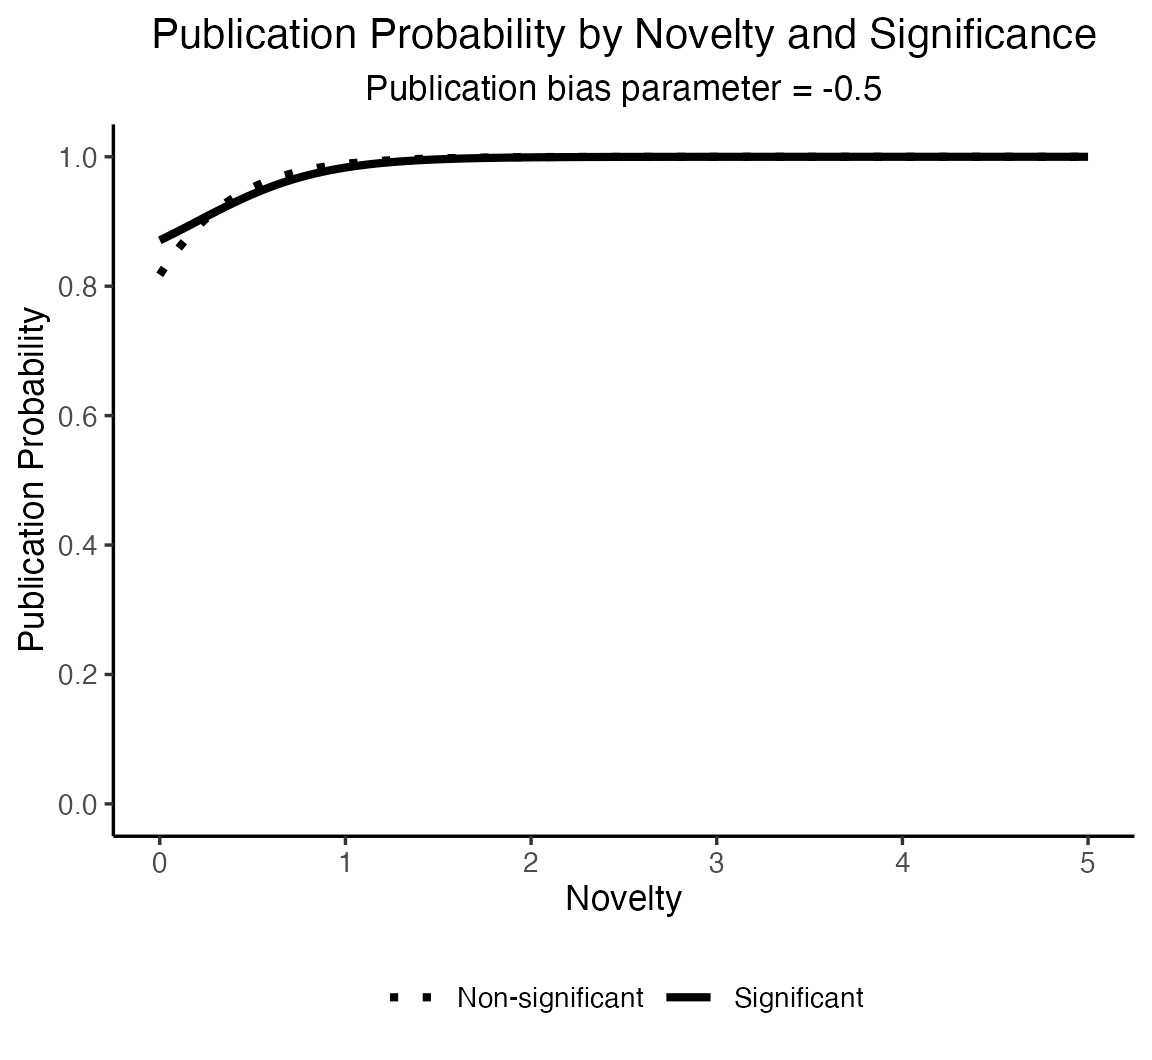 Publication Probability by Novelty and Significance
Publication bias parameter = -0.5
Publication Probability
1.0
0.8
0.6
0.4
0.2
0.0
0 1 2 3 4 5
Novelty
Non-significant Significant